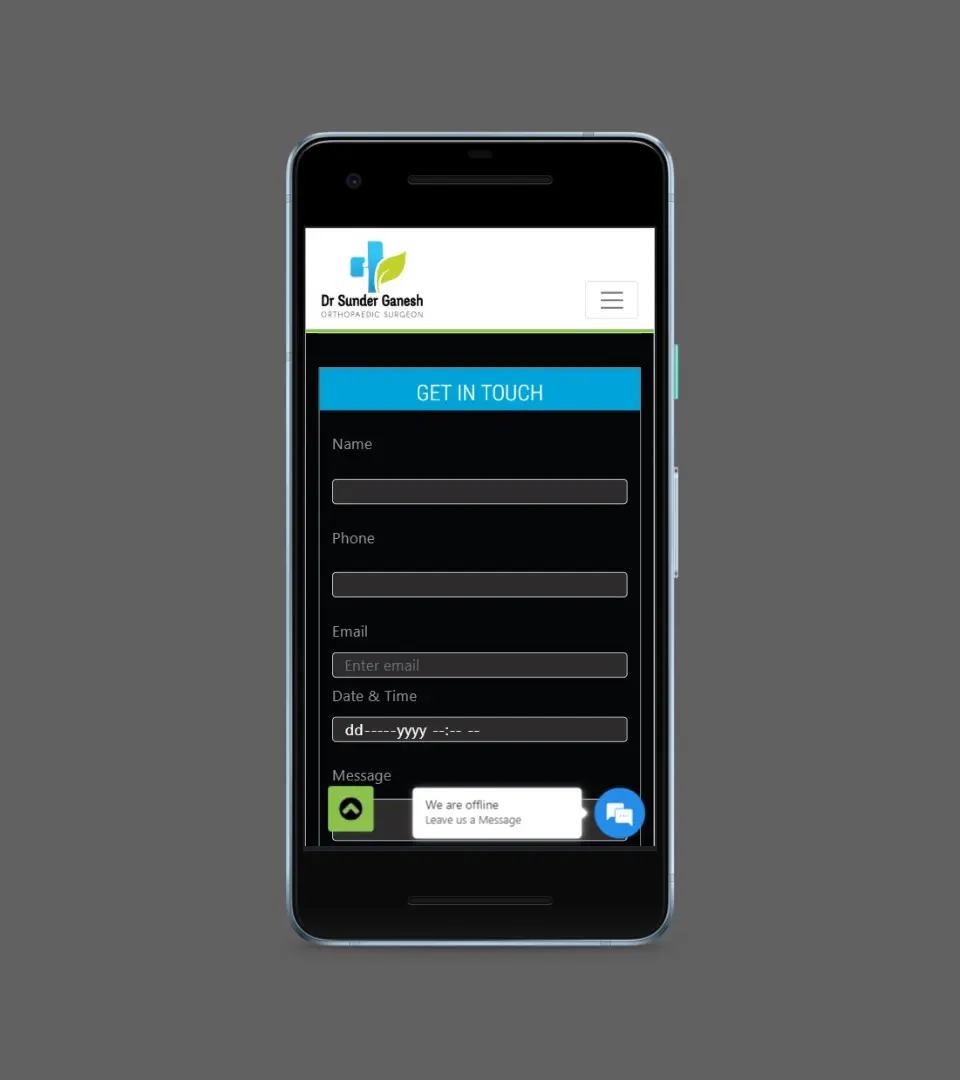 Dr Sunder Ganesh
ORTHOPAEDIC SURGEON
GET IN TOUCH
Name
Phone
Email
Enter email
Date & Time
dd-----yyyy --:-- --
Message
We are offline
Leave us a Message